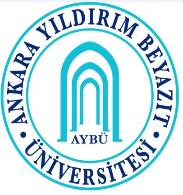 · ANKARA YILDIRIM BEYAZIT ·
ÜNİVERSİTESİ
AYBÜ